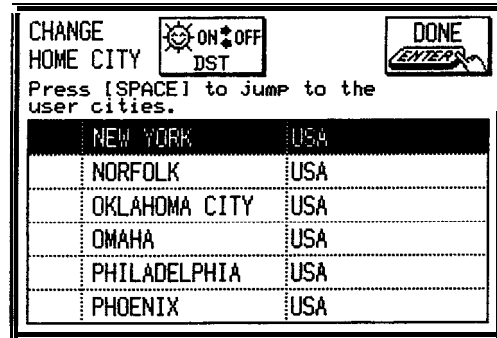 CHANGE
HOME CITY
ON OFF
DST
DONE
ENTER
Press [SPACE] to jump to the
user cities.
NEW YORK USA
NORFOLK USA
OKLAHOMA CITY USA
OMAHA USA
PHILADELPHIA USA
PHOENIX USA